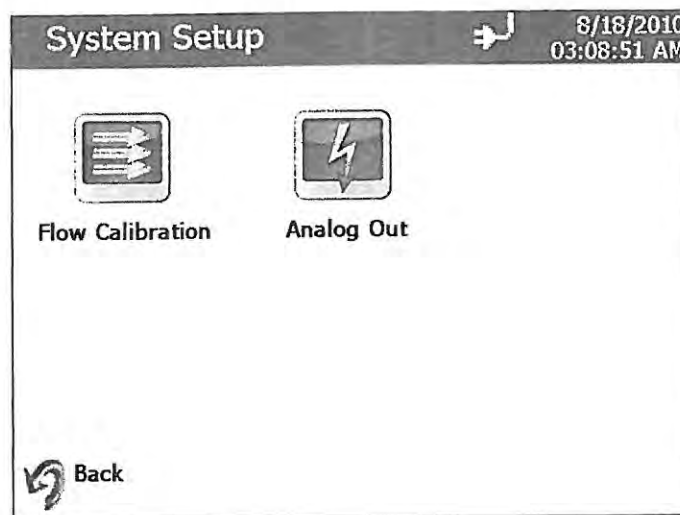 System Setup
8/18/2010
03:08:51 AM
Flow Calibration
Analog Out
Back